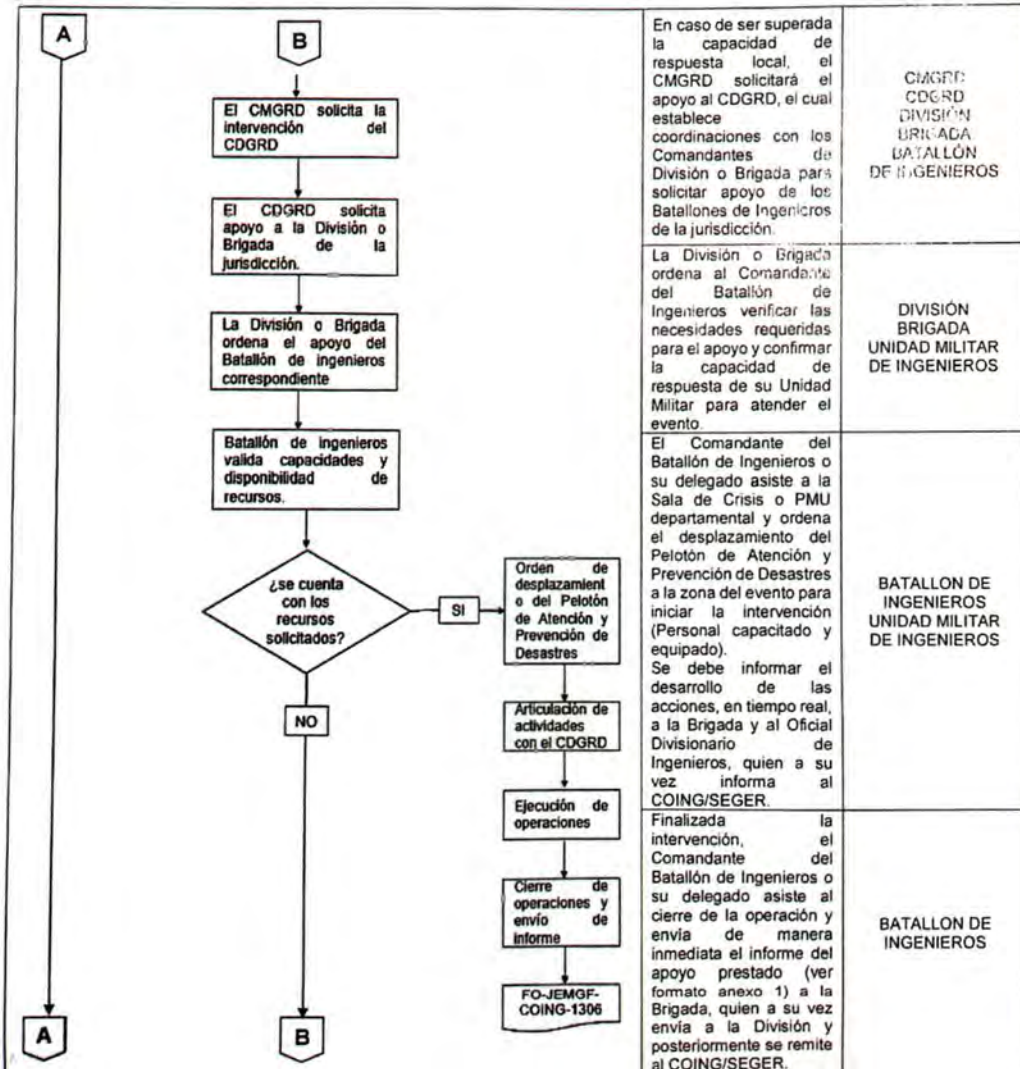 A
B
El CMGRD solicita la
intervención del
CDGRD
El CDGRD solicita
apoyo a la División o
Brigada de la
jurisdicción.
La División o Brigada
ordena el apoyo del
Batallón de ingenieros
correspondiente
Batallón de ingenieros
valida capacidades y
disponibilidad de
recursos.
¿se cuenta
con los
recursos
solicitados?
SI
NO
Orden de
desplazamient
o del Pelotón
de Atención y
Prevención de
Desastres
Articulación de
actividades
con el CDGRD
Ejecución de
operaciones
Cierre de
operaciones y
envío de
informe
FO-JEMGF-
COING-1306
A
B
En caso de ser superada
la capacidad de
respuesta local, el
CMGRD solicitará el
apoyo al CDGRD, el cual
establece
coordinaciones con los
Comandantes de
División o Brigada para
solicitar apoyo de los
Batallones de Ingenieros
de la jurisdicción.
CMGRD
CDGRD
DIVISIÓN
BRIGADA
BATALLÓN
DE INGENIEROS
La División o Brigada
ordena al Comandante
del Batallón de
Ingenieros verificar las
necesidades requeridas
para el apoyo y confirmar
la capacidad de
respuesta de su Unidad
Militar para atender el
evento.
DIVISIÓN
BRIGADA
UNIDAD MILITAR
DE INGENIEROS
El Comandante del
Batallón de Ingenieros o
su delegado asiste a la
Sala de Crisis o PMU
departamental y ordena
el desplazamiento del
Pelotón de Atención y
Prevención de Desastres
a la zona del evento para
iniciar la intervención
(Personal capacitado y
equipado).
Se debe informar el
desarrollo de las
acciones, en tiempo real,
a la Brigada y al Oficial
Divisionario de
Ingenieros, quien a su
vez informa al
COING/SEGER.
BATALLON DE
INGENIEROS
UNIDAD MILITAR
DE INGENIEROS
Finalizada la
intervención, el
Comandante del
Batallón de Ingenieros o
su delegado asiste al
cierre de la operación y
envía de manera
inmediata el informe del
apoyo prestado (ver
formato anexo 1) a la
Brigada, quien a su vez
envía a la División y
posteriormente se remite
al COING/SEGER.
BATALLON DE
INGENIEROS